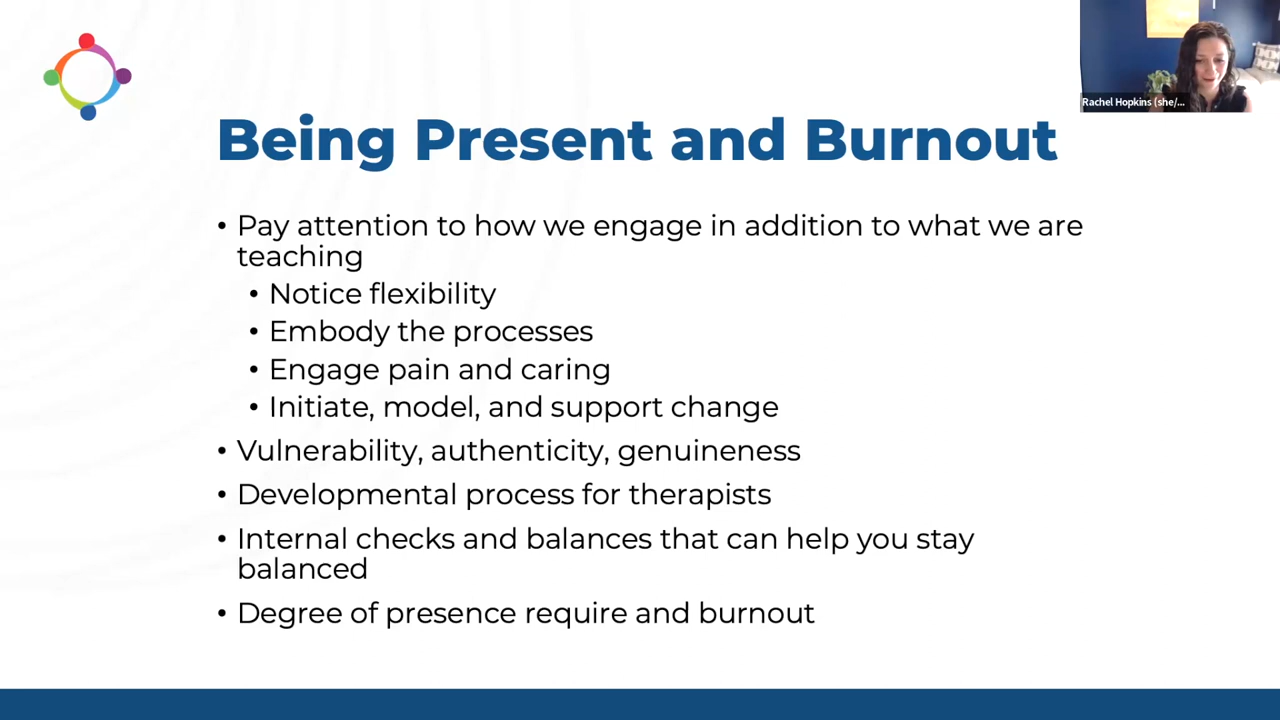 Rachel Hopkins (she/...
Being Present and Burnout
• Pay attention to how we engage in addition to what we are
teaching
• Notice flexibility
• Embody the processes
• Engage pain and caring
• Initiate, model, and support change
• Vulnerability, authenticity, genuineness
• Developmental process for therapists
• Internal checks and balances that can help you stay
balanced
• Degree of presence require and burnout